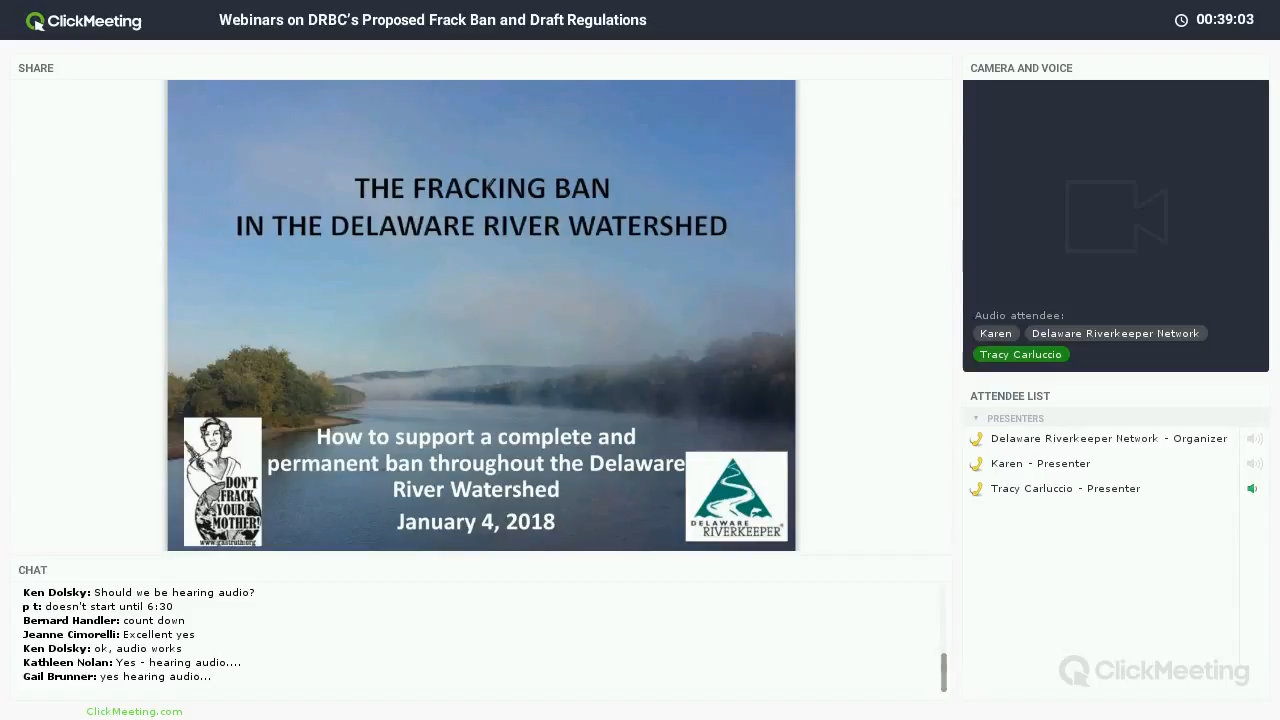 ClickMeeting
Webinars on DRBC's Proposed Frack Ban and Draft Regulations
00:39:03
SHARE
THE FRACKING BAN
IN THE DELAWARE RIVER WATERSHED
How to support a complete and
permanent ban throughout the Delaware
River Watershed
January 4, 2018
DON'T
FRACK
YOUR
MOTHER!
www.gastruth.org
DELAWARE
RIVERKEEPER
CHAT
Ken Dolsky: Should we be hearing audio?
p t: doesn't start until 6:30
Bernard Handler: count down
Jeanne Cimorelli: Excellent yes
Ken Dolsky: ok, audio works
Kathleen Nolan: Yes - hearing audio....
Gail Brunner: yes hearing audio...
ClickMeeting.com
CAMERA AND VOICE
Audio attendee:
Karen
Delaware Riverkeeper Network
Tracy Carluccio
ATTENDEE LIST
PRESENTERS
Delaware Riverkeeper Network - Organizer
Karen - Presenter
Tracy Carluccio - Presenter
ClickMeeting